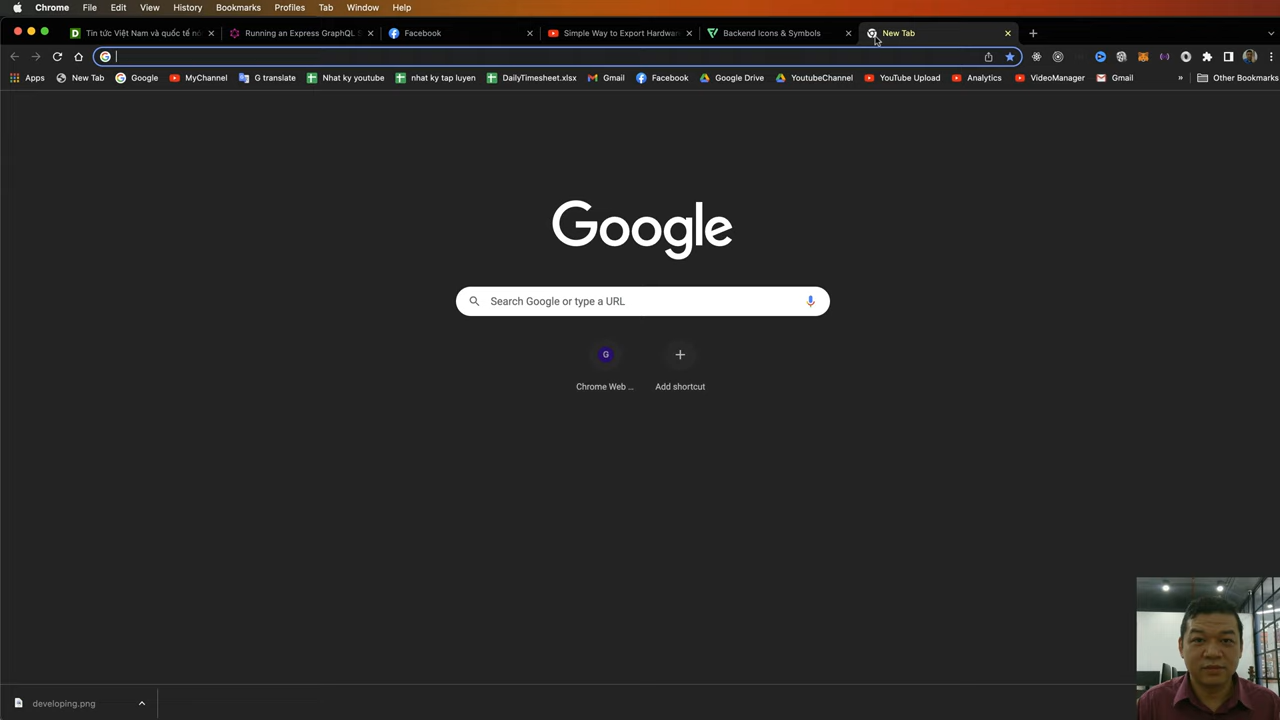 Chrome File Edit View History Bookmarks Profiles Tab Window Help
Tin tức Việt Nam và quốc tế nó Running an Express GraphQL S Facebook Simple Way to Export Hardwar Backend Icons & Symbols New Tab
Apps New Tab Google MyChannel G translate Nhat ky youtube nhat ky tap luyen DailyTimesheet.xlsx Gmail Facebook Google Drive YoutubeChannel YouTube Upload Analytics VideoManager Gmail » Other Bookmarks
Google
Search Google or type a URL
G
Chrome Web ... Add shortcut
developing.png